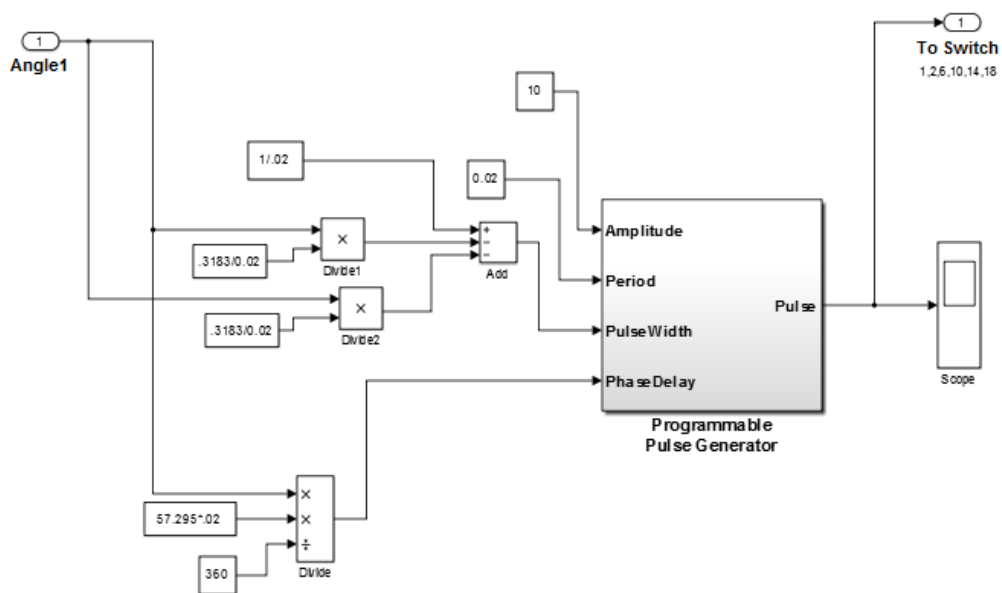 1
Angle1
1
To Switch
1,2,6,10,14,18
10
1/.02
0.02
+
−
−
Add
×
Divide1
.3183/0.02
×
Divide2
.3183/0.02
Amplitude
Period
PulseWidth
PhaseDelay
Pulse
Programmable
Pulse Generator
Scope
×
×
÷
Divide
57.295*.02
360